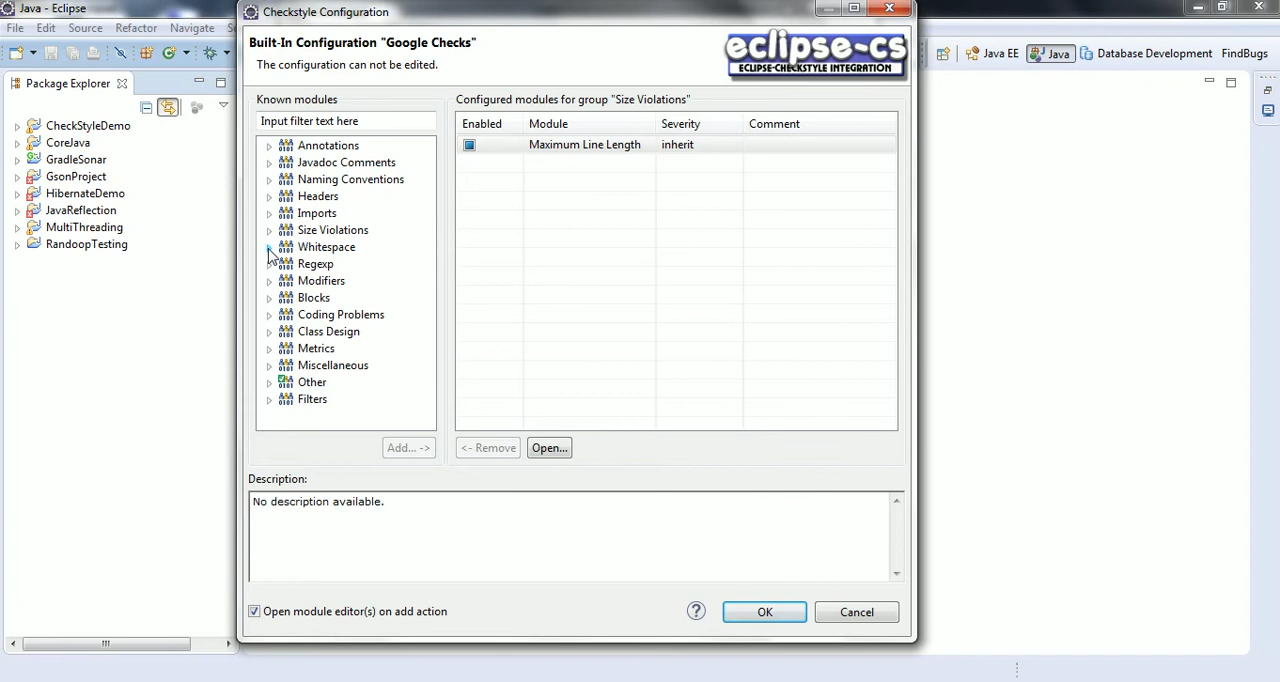 Java - Eclipse
File Edit Source Refactor Navigate
Package Explorer
CheckStyleDemo
CoreJava
GradleSonar
GsonProject
HibernateDemo
JavaReflection
MultiThreading
RandoopTesting
Checkstyle Configuration
Built-In Configuration "Google Checks"
The configuration can not be edited.
eclipse-cs
ECLIPSE-CHECKSTYLE INTEGRATION
Known modules
Input filter text here
Annotations
Javadoc Comments
Naming Conventions
Headers
Imports
Size Violations
Whitespace
Regexp
Modifiers
Blocks
Coding Problems
Class Design
Metrics
Miscellaneous
Other
Filters
Add... ->
Configured modules for group "Size Violations"
Enabled Module Severity Comment
Maximum Line Length inherit
<- Remove Open...
Description:
No description available.
Open module editor(s) on add action
? OK Cancel
Java EE Java Database Development FindBugs